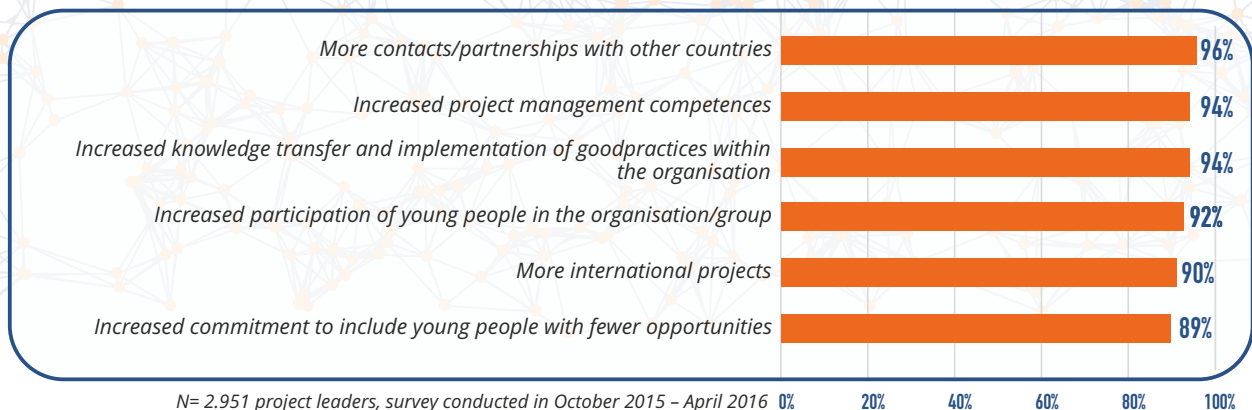 More contacts/partnerships with other countries 96%
Increased project management competences 94%
Increased knowledge transfer and implementation of goodpractices within
the organisation 94%
Increased participation of young people in the organisation/group 92%
More international projects 90%
Increased commitment to include young people with fewer opportunities 89%
N= 2.951 project leaders, survey conducted in October 2015 – April 2016 0% 20% 40% 60% 80% 100%